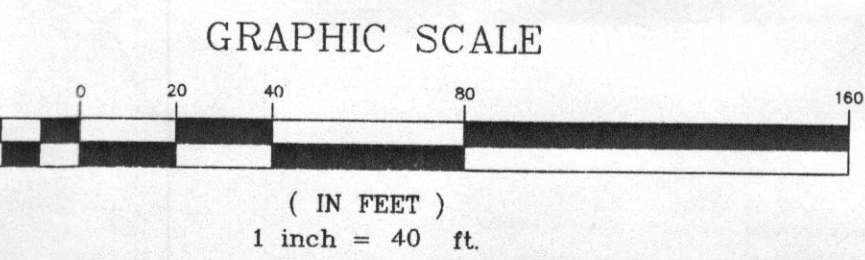 GRAPHIC SCALE
0 20 40 80 160
( IN FEET )
1 inch = 40 ft.